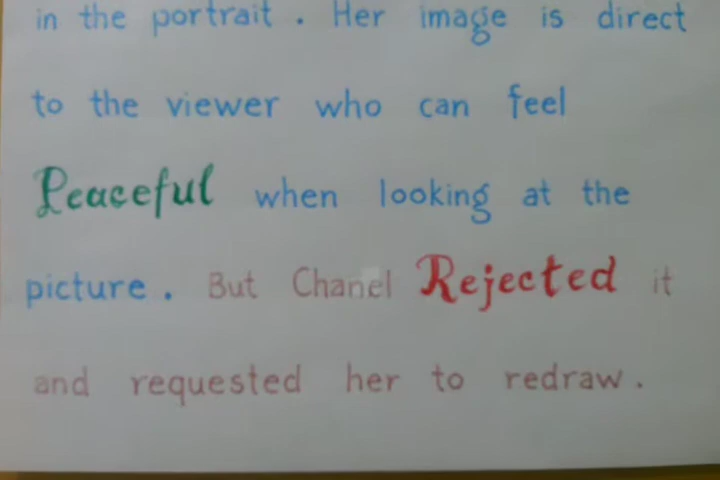 in the portrait . Her image is direct
to the viewer who can feel
Peaceful when looking at the
picture . But Chanel Rejected it
and requested her to redraw .